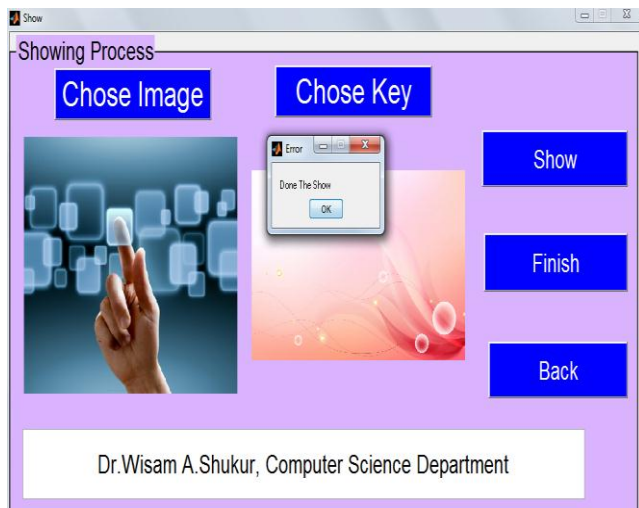 Show
Showing Process
Chose Image
Chose Key
Error
Done The Show
OK
Show
Finish
Back
Dr.Wisam A.Shukur, Computer Science Department